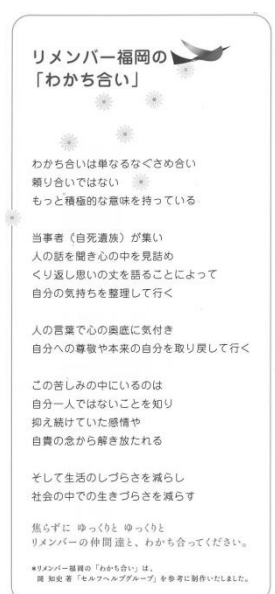 リメンバー福岡の
「わかち合い」
わかち合いは単なるなぐさめ合い
頼り合いではない
もっと積極的な意味を持っている
当事者(自死遺族)が集い
人の話を聞き心の中を見詰め
くり返し思いの丈を語ることによって
自分の気持ちを整理して行く
人の言葉で心の奥底に気付き
自分への尊敬や本来の自分を取り戻して行く
この苦しみの中にいるのは
自分一人ではないことを知り
抑え続けていた感情や
自責の念から解き放たれる
そして生活のしづらさを減らし
社会の中での生きづらさを減らす
焦らずに ゆっくりと ゆっくりと
リメンバーの仲間達と、わかち合ってください。
*リメンバー福岡の「わかち合い」は、
岡 知史 著「セルフヘルプグループ」を参考に制作いたしました。